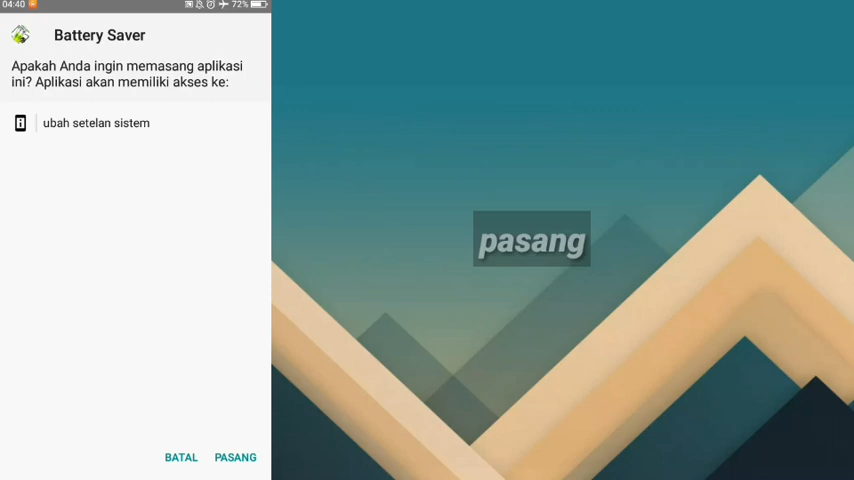 04:40
72%
Battery Saver
Apakah Anda ingin memasang aplikasi
ini? Aplikasi akan memiliki akses ke:
ubah setelan sistem
pasang
BATAL PASANG